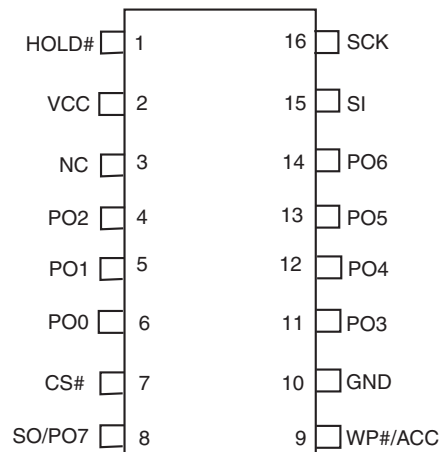 HOLD# 1 16 SCK
VCC 2 15 SI
NC 3 14 PO6
PO2 4 13 PO5
PO1 5 12 PO4
PO0 6 11 PO3
CS# 7 10 GND
SO/PO7 8 9 WP#/ACC